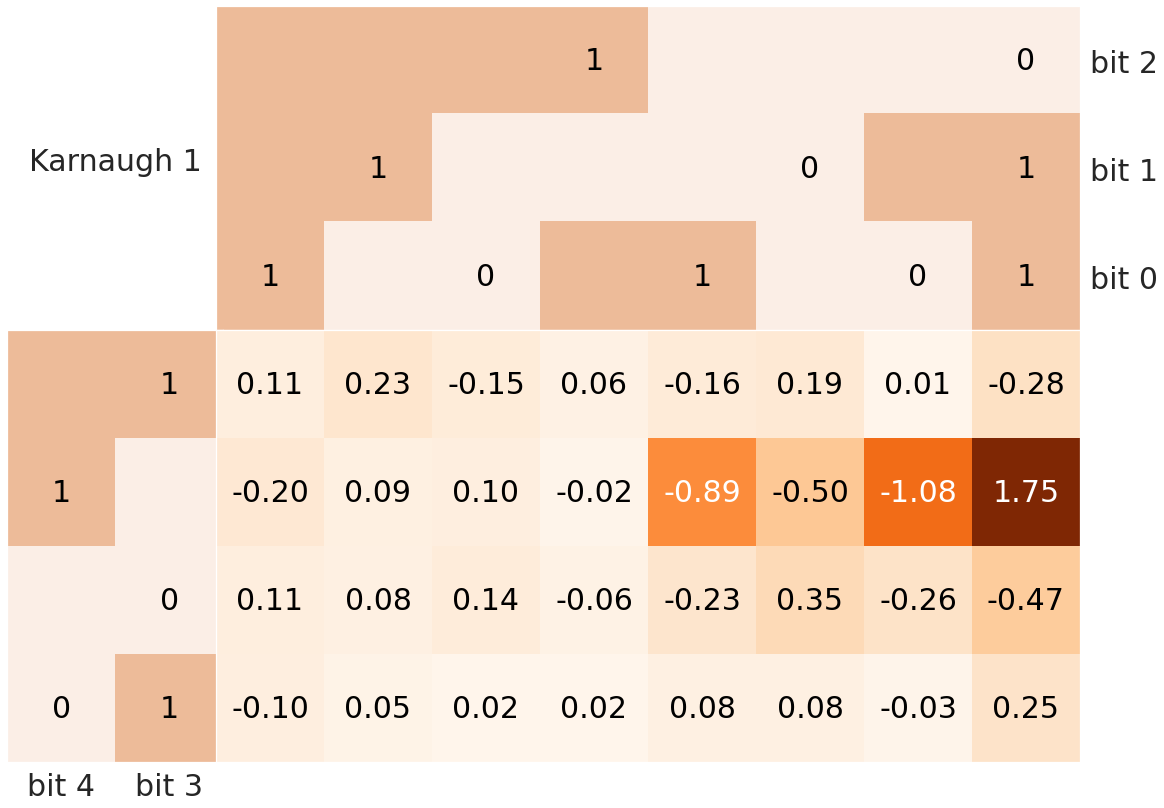 1 0 bit 2
Karnaugh 1 1 0 1 bit 1
1 0 1 0 1 bit 0
1 0.11 0.23 -0.15 0.06 -0.16 0.19 0.01 -0.28
1 -0.20 0.09 0.10 -0.02 -0.89 -0.50 -1.08 1.75
0 0.11 0.08 0.14 -0.06 -0.23 0.35 -0.26 -0.47
0 1 -0.10 0.05 0.02 0.02 0.08 0.08 -0.03 0.25
bit 4 bit 3